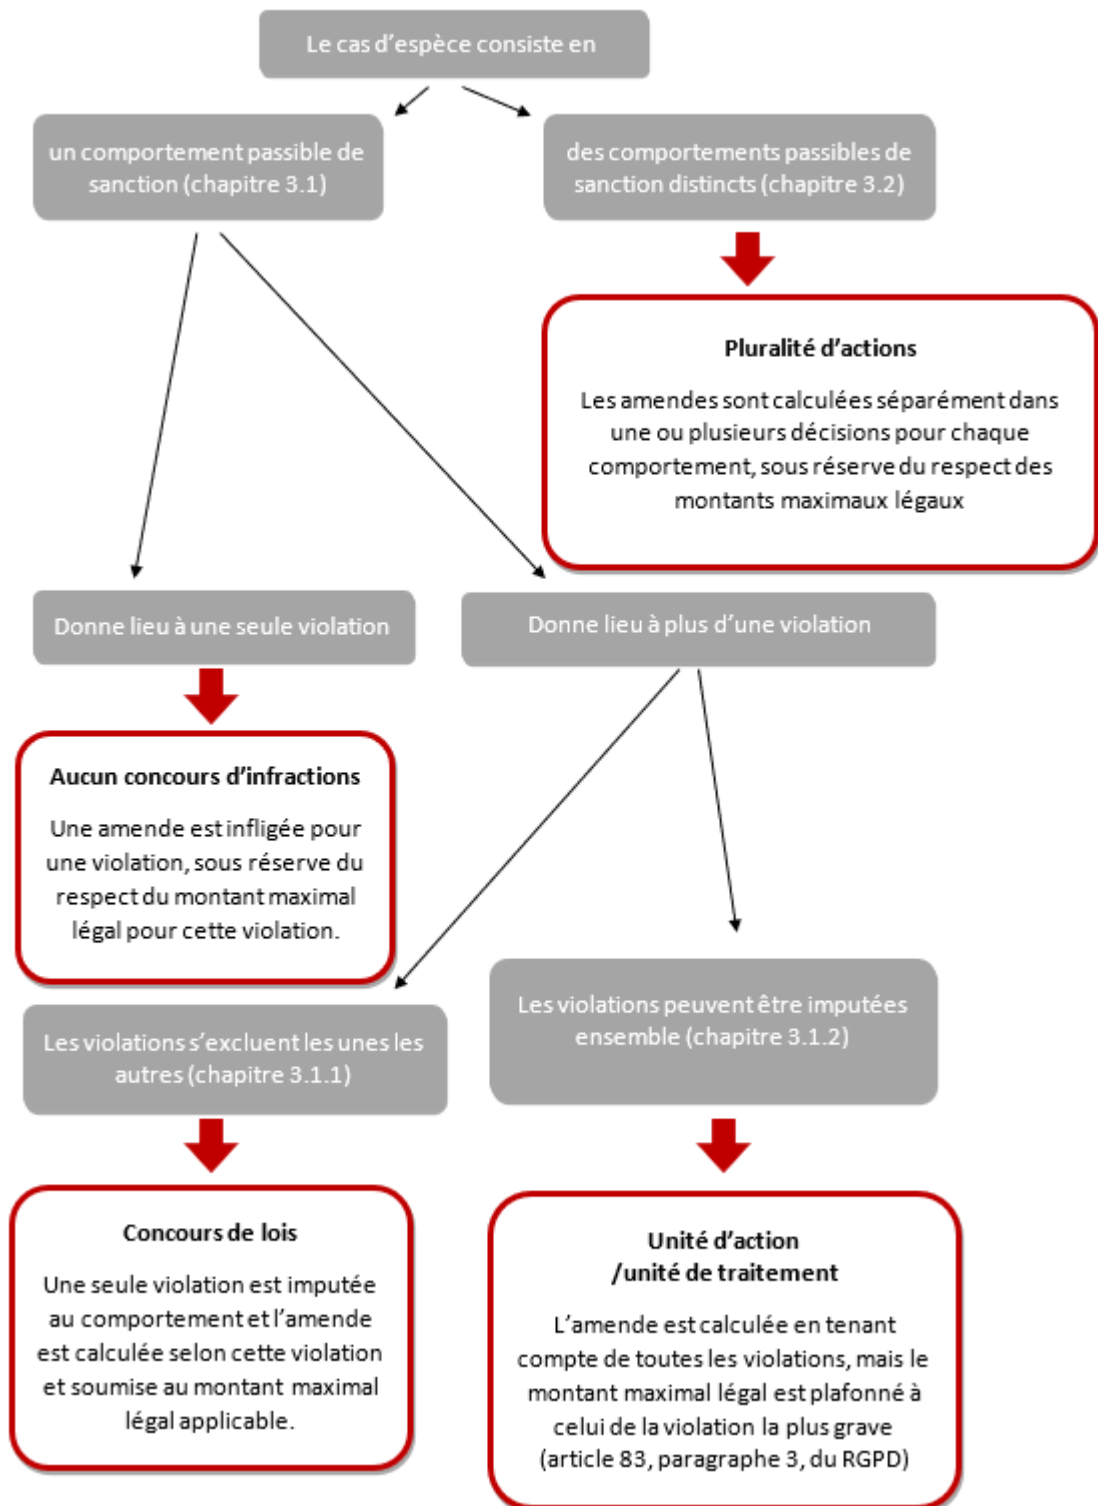 Le cas d'espèce consiste en
un comportement passible de
sanction (chapitre 3.1)
des comportements passibles de
sanction distincts (chapitre 3.2)
Pluralité d'actions
Les amendes sont calculées séparément dans
une ou plusieurs décisions pour chaque
comportement, sous réserve du respect des
montants maximaux légaux
Donne lieu à une seule violation
Donne lieu à plus d'une violation
Aucun concours d'infractions
Une amende est infligée pour
une violation, sous réserve du
respect du montant maximal
légal pour cette violation.
Les violations s'excluent les unes les
autres (chapitre 3.1.1)
Les violations peuvent être imputées
ensemble (chapitre 3.1.2)
Concours de lois
Une seule violation est imputée
au comportement et l'amende
est calculée selon cette violation
et soumise au montant maximal
légal applicable.
Unité d'action
/unité de traitement
L'amende est calculée en tenant
compte de toutes les violations, mais le
montant maximal légal est plafonné à
celui de la violation la plus grave
(article 83, paragraphe 3, du RGPD)